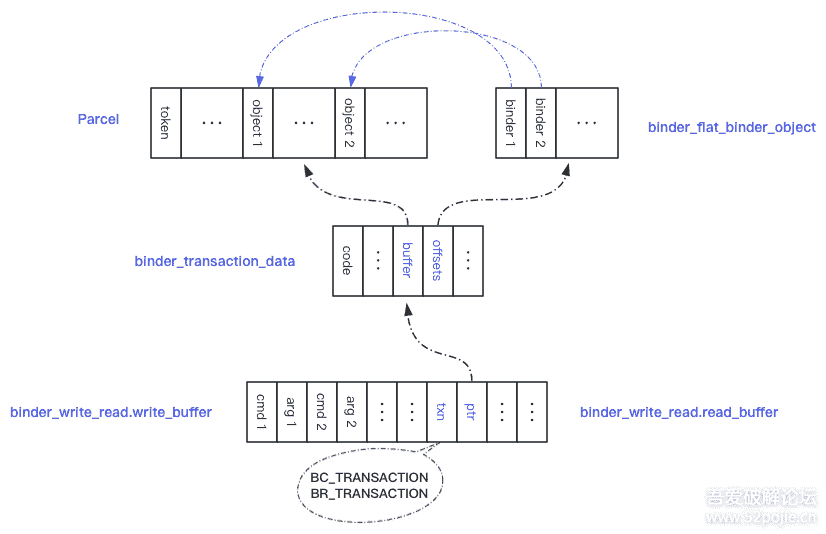 Parcel
token
...
object 1
...
object 2
...
binder 1
binder 2
...
binder_flat_binder_object
binder_transaction_data
code
...
buffer
offsets
...
binder_write_read.write_buffer
cmd 1
arg 1
cmd 2
arg 2
...
...
txn
ptr
...
...
binder_write_read.read_buffer
BC_TRANSACTION
BR_TRANSACTION
吾爱破解论坛
www.52pojie.cn